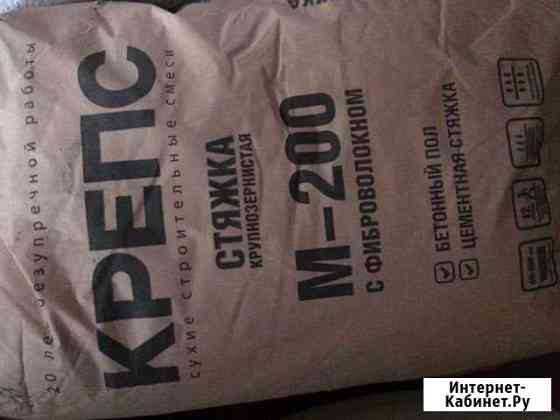 20 лет безупречной работы
КРЕПС
сухие строительные смеси
СТЯЖКА
КРУПНОЗЕРНИСТАЯ
М-200
С ФИБРОВОЛОКНОМ
БЕТОННЫЙ ПОЛ
ЦЕМЕНТНАЯ СТЯЖКА
Интернет-
Кабинет.Ру